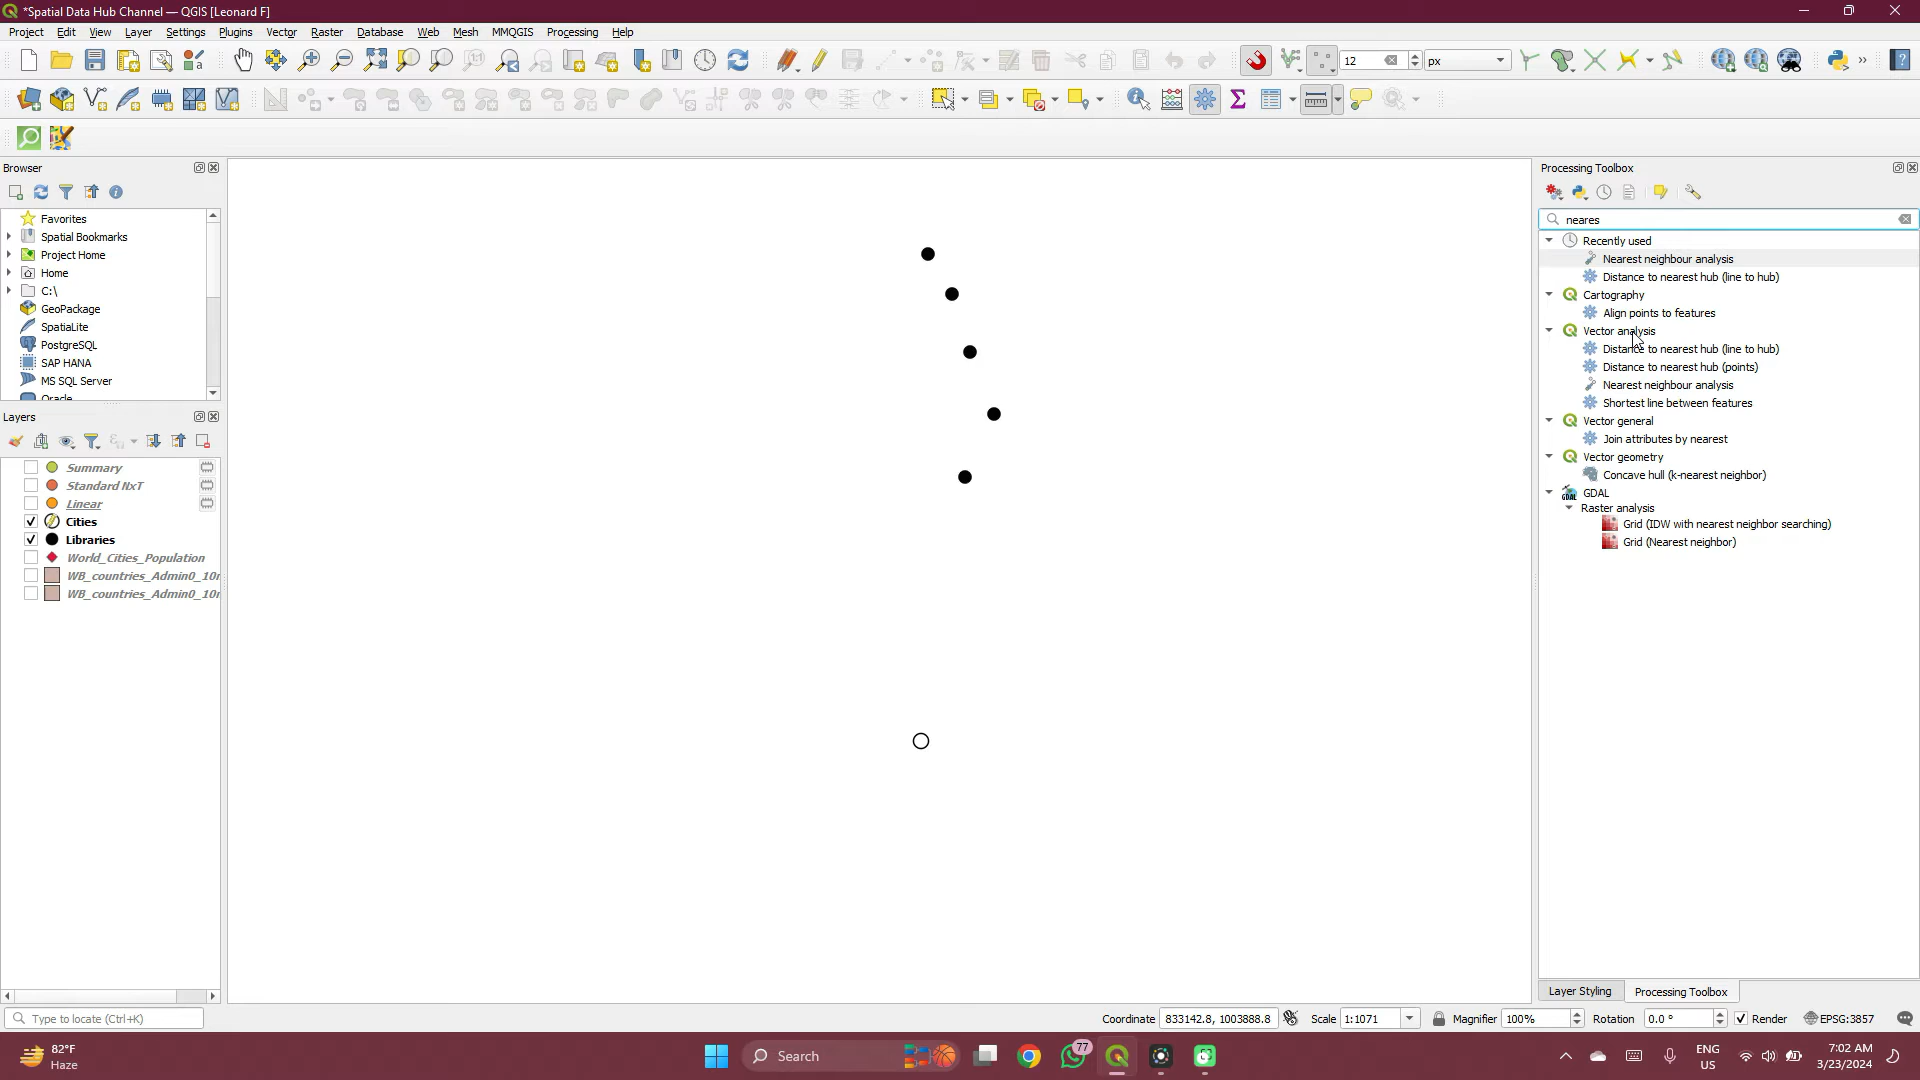 *Spatial Data Hub Channel — QGIS [Leonard F]
Project Edit View Layer Settings Plugins Vector Raster Database Web Mesh MMQGIS Processing Help
12 px
Browser
Favorites
Spatial Bookmarks
Project Home
Home
C:\
GeoPackage
SpatiaLite
PostgreSQL
SAP HANA
MS SQL Server
Oracle
Layers
Summary
Standard NxT
Linear
Cities
Libraries
World_Cities_Population
WB_countries_Admin0_10r
WB_countries_Admin0_10r
Type to locate (Ctrl+K)
Processing Toolbox
neares
Recently used
Nearest neighbour analysis
Distance to nearest hub (line to hub)
Cartography
Align points to features
Vector analysis
Distance to nearest hub (line to hub)
Distance to nearest hub (points)
Nearest neighbour analysis
Shortest line between features
Vector general
Join attributes by nearest
Vector geometry
Concave hull (k-nearest neighbor)
GDAL
Raster analysis
Grid (IDW with nearest neighbor searching)
Grid (Nearest neighbor)
Layer Styling Processing Toolbox
Coordinate 833142.8, 1003888.8 Scale 1:1071 Magnifier 100% Rotation 0.0 ° Render EPSG:3857
82°F
Haze
Search
77
ENG
US
7:02 AM
3/23/2024